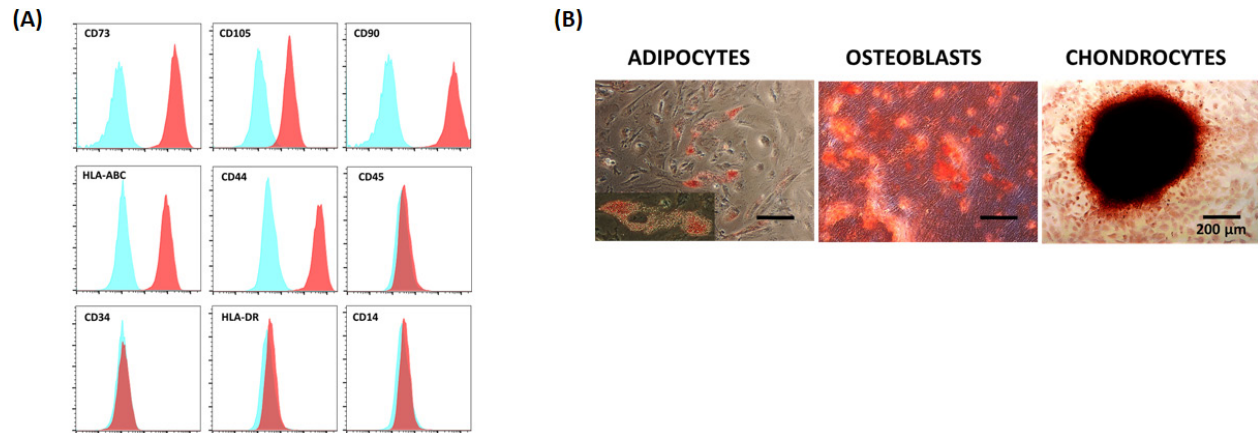 (A)
CD73
CD105
CD90
HLA-ABC
CD44
CD45
CD34
HLA-DR
CD14
(B)
ADIPOCYTES
OSTEOBLASTS
CHONDROCYTES
200 µm